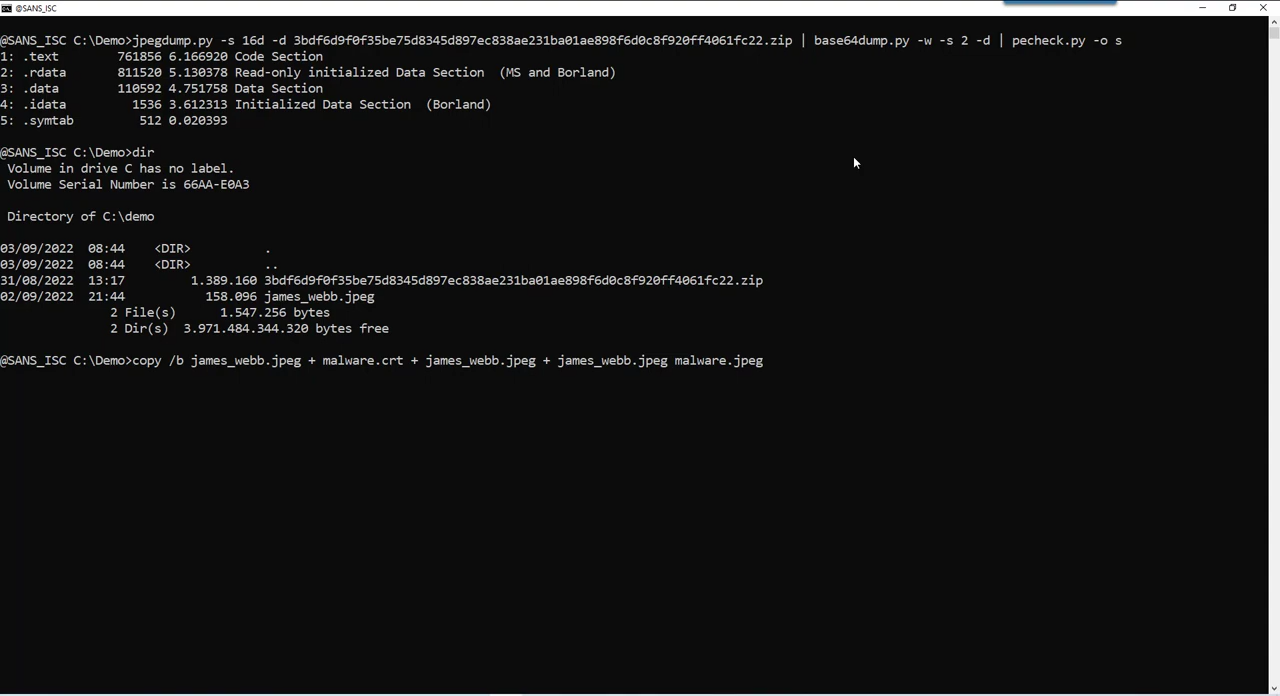 @SANS_ISC
@SANS_ISC C:\Demo>jpegdump.py -s 16d -d 3bdf6d9f0f35be75d8345d897ec838ae231ba01ae898f6d0c8f920ff4061fc22.zip | base64dump.py -w -s 2 -d | pecheck.py -o s
1: .text       761856 6.166920 Code Section
2: .rdata      811520 5.130378 Read-only initialized Data Section  (MS and Borland)
3: .data       110592 4.751758 Data Section
4: .idata        1536 3.612313 Initialized Data Section  (Borland)
5: .symtab        512 0.020393
@SANS_ISC C:\Demo>dir
 Volume in drive C has no label.
 Volume Serial Number is 66AA-E0A3
 Directory of C:\demo
03/09/2022  08:44    <DIR>          .
03/09/2022  08:44    <DIR>          ..
31/08/2022  13:17         1.389.160 3bdf6d9f0f35be75d8345d897ec838ae231ba01ae898f6d0c8f920ff4061fc22.zip
02/09/2022  21:44           158.096 james_webb.jpeg
               2 File(s)      1.547.256 bytes
               2 Dir(s)  3.971.484.344.320 bytes free
@SANS_ISC C:\Demo>copy /b james_webb.jpeg + malware.crt + james_webb.jpeg + james_webb.jpeg malware.jpeg